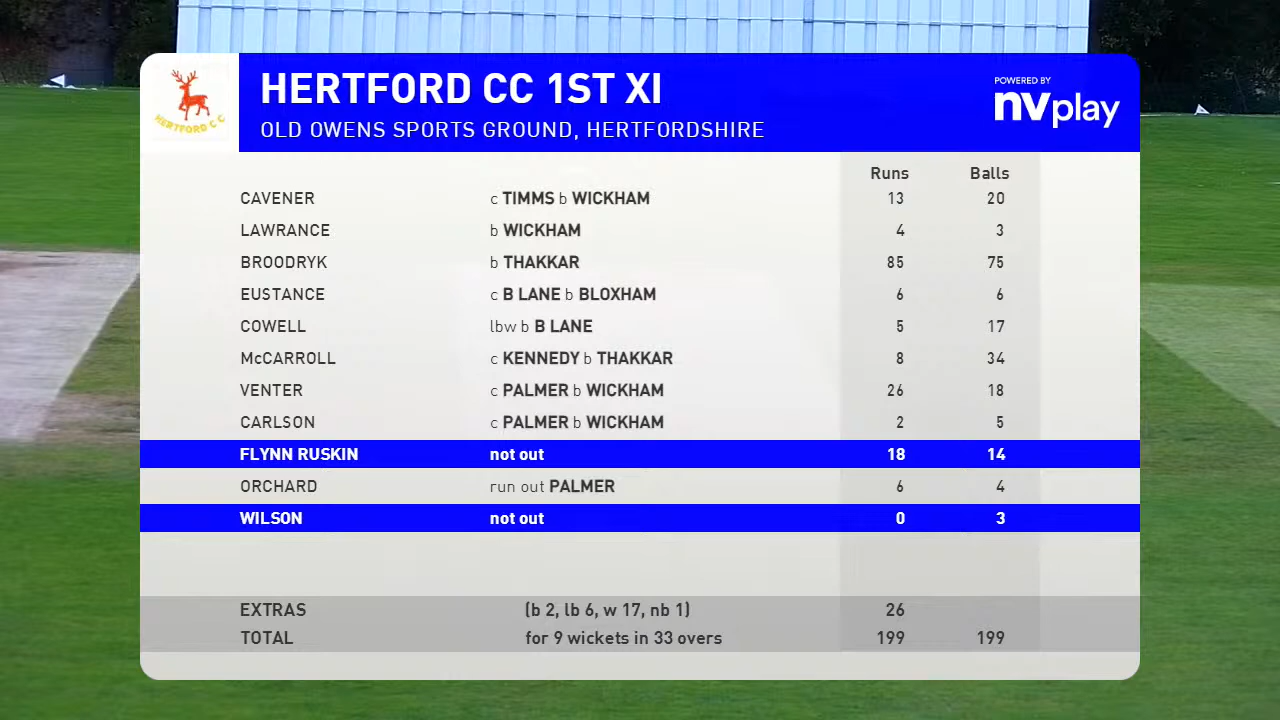 HERTFORD CC 1ST XI
OLD OWENS SPORTS GROUND, HERTFORDSHIRE
POWERED BY
nvplay
HERTFORD C C
Runs Balls
CAVENER c TIMMS b WICKHAM 13 20
LAWRANCE b WICKHAM 4 3
BROODRYK b THAKKAR 85 75
EUSTANCE c B LANE b BLOXHAM 6 6
COWELL lbw b B LANE 5 17
McCARROLL c KENNEDY b THAKKAR 8 34
VENTER c PALMER b WICKHAM 26 18
CARLSON c PALMER b WICKHAM 2 5
FLYNN RUSKIN not out 18 14
ORCHARD run out PALMER 6 4
WILSON not out 0 3
EXTRAS (b 2, lb 6, w 17, nb 1) 26
TOTAL for 9 wickets in 33 overs 199 199